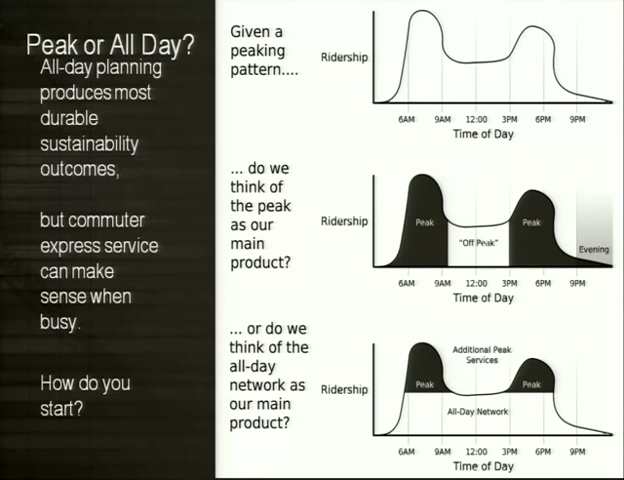 Peak or All Day?
All-day planning
produces most
durable
sustainability
outcomes,
but commuter
express service
can make
sense when
busy.
How do you
start?
Given a
peaking
pattern....
Ridership
6AM 9AM 12:00 3PM 6PM 9PM
Time of Day
... do we
think of
the peak
as our
main
product?
Ridership
Peak
"Off Peak"
Peak
Evening
6AM 9AM 12:00 3PM 6PM 9PM
Time of Day
... or do we
think of the
all-day
network as
our main
product?
Ridership
Additional Peak
Services
Peak
Peak
All-Day Network
6AM 9AM 12:00 3PM 6PM 9PM
Time of Day